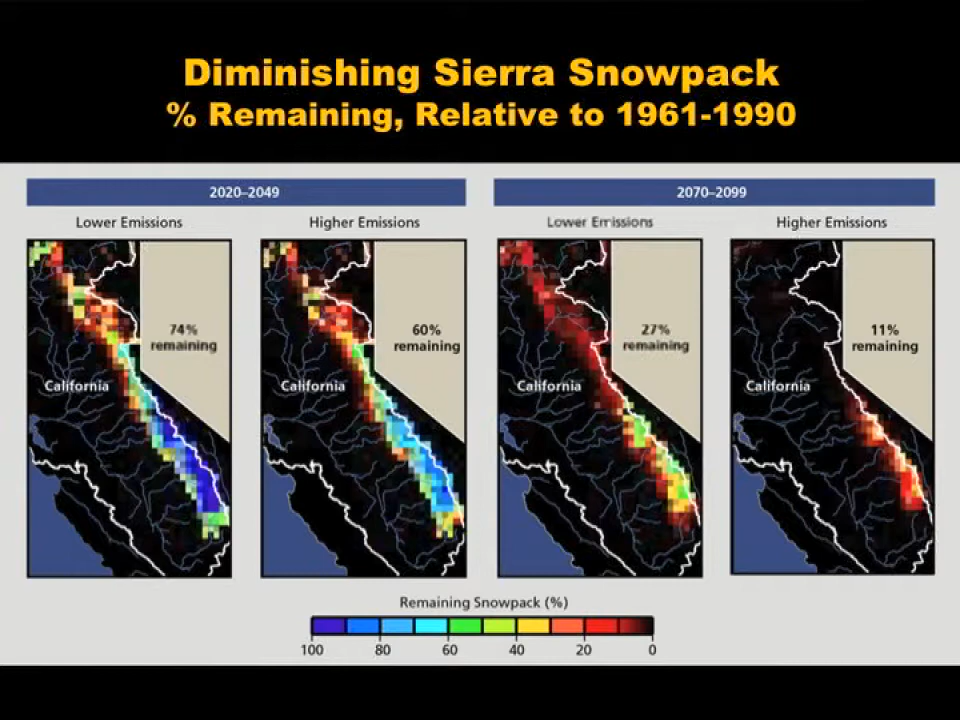 Diminishing Sierra Snowpack
% Remaining, Relative to 1961-1990
2020–2049
2070–2099
Lower Emissions
Higher Emissions
Lower Emissions
Higher Emissions
74%
remaining
60%
remaining
27%
remaining
11%
remaining
California
California
California
California
Remaining Snowpack (%)
100 80 60 40 20 0